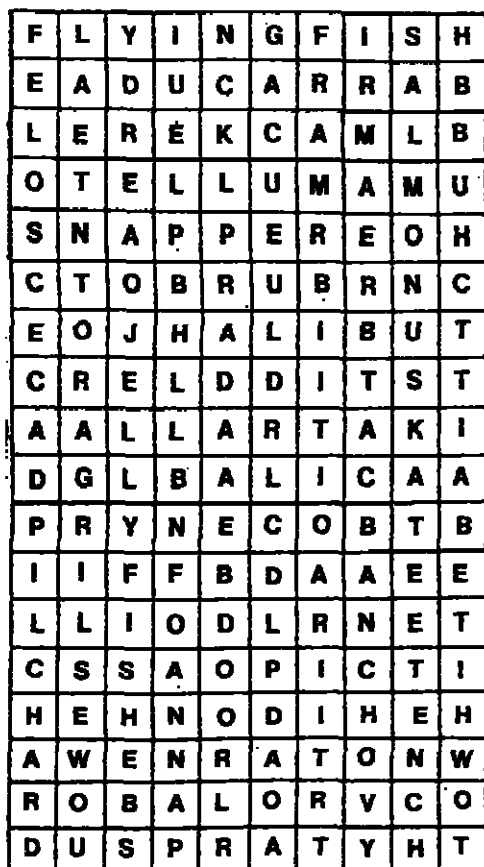 F L Y I N G F I S H
E A D U C A R R A B
L E R E K C A M L B
O T E L L U M A M U
S N A P P E R E O H
C T O B R U B R N C
E O J H A L I B U T
C R E L D D I T S T
A A L L A R T A K I
D G L B A L I C A A
P R Y N E C O B T B
I I F F B D A A E E
L L I O D L R N E T
C S S A O P I C T I
H E H N O D I H E H
A W E N R A T O N W
R O B A L O R V C O
D U S P R A T Y H T